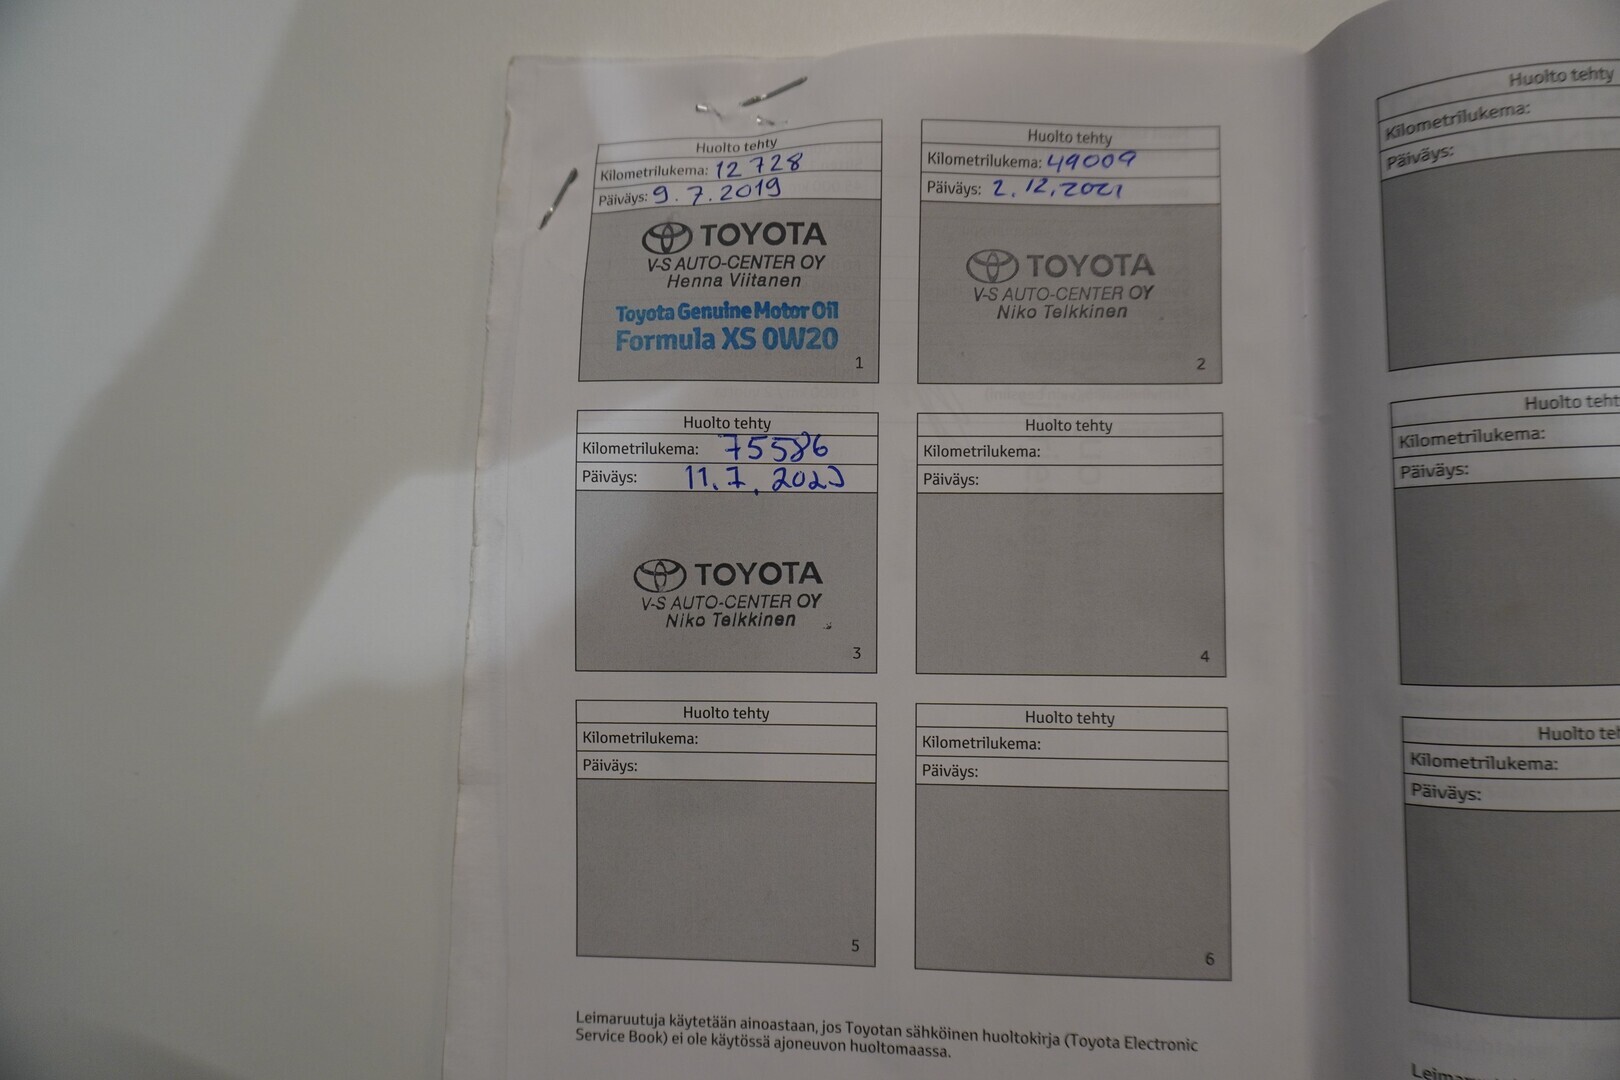 Huolto tehty
Kilometrilukema: 12 728
Päiväys: 9.7.2019
TOYOTA
V-S AUTO-CENTER OY
Henna Viitanen
Toyota Genuine Motor Oil
Formula XS 0W20
1
Huolto tehty
Kilometrilukema: 49009
Päiväys: 2.12.2021
TOYOTA
V-S AUTO-CENTER OY
Niko Telkkinen
2
Huolto tehty
Kilometrilukema: 75586
Päiväys: 11.7.2023
TOYOTA
V-S AUTO-CENTER OY
Niko Telkkinen
3
Huolto tehty
Kilometrilukema:
Päiväys:
4
Huolto tehty
Kilometrilukema:
Päiväys:
5
Huolto tehty
Kilometrilukema:
Päiväys:
6
Leimaruutuja käytetään ainoastaan, jos Toyotan sähköinen huoltokirja (Toyota Electronic
Service Book) ei ole käytössä ajoneuvon huoltomaassa.
Huolto tehty
Kilometrilukema:
Päiväys:
Huolto teht
Kilometrilukema:
Päiväys:
Huolto te
Kilometrilukema:
Päiväys: